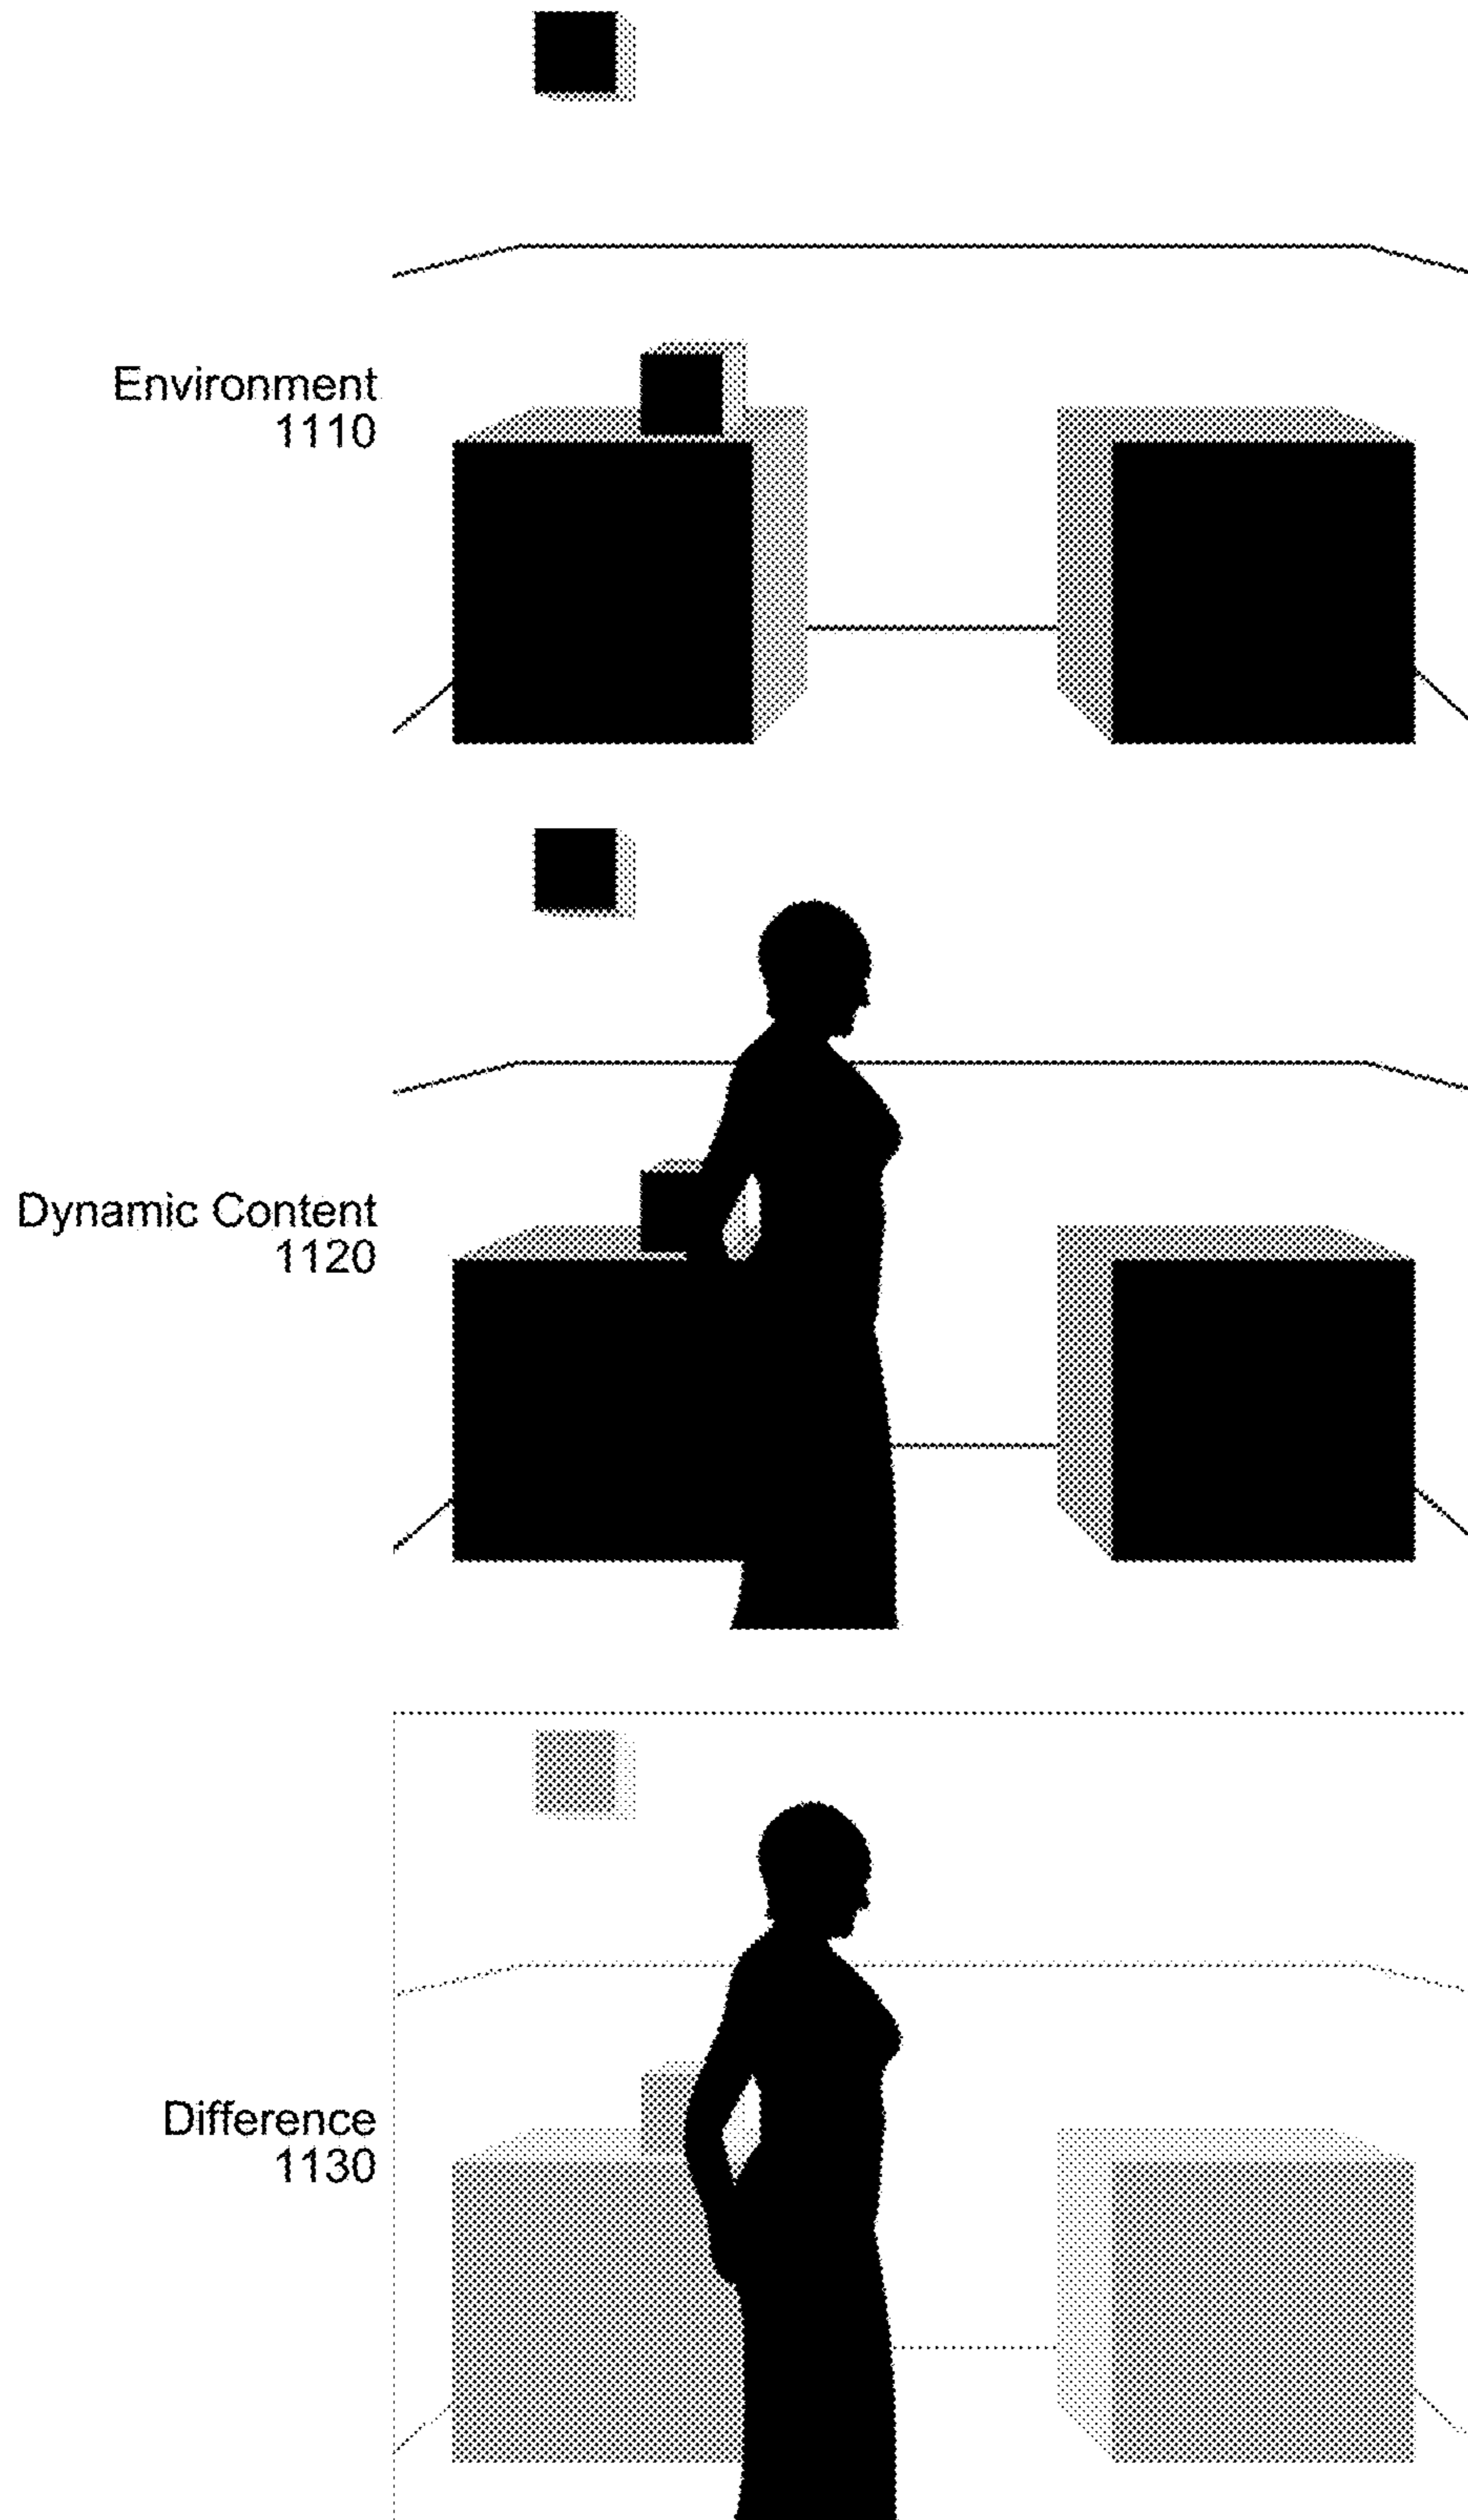 Environment
1110
Dynamic Content
1120
Difference
1130